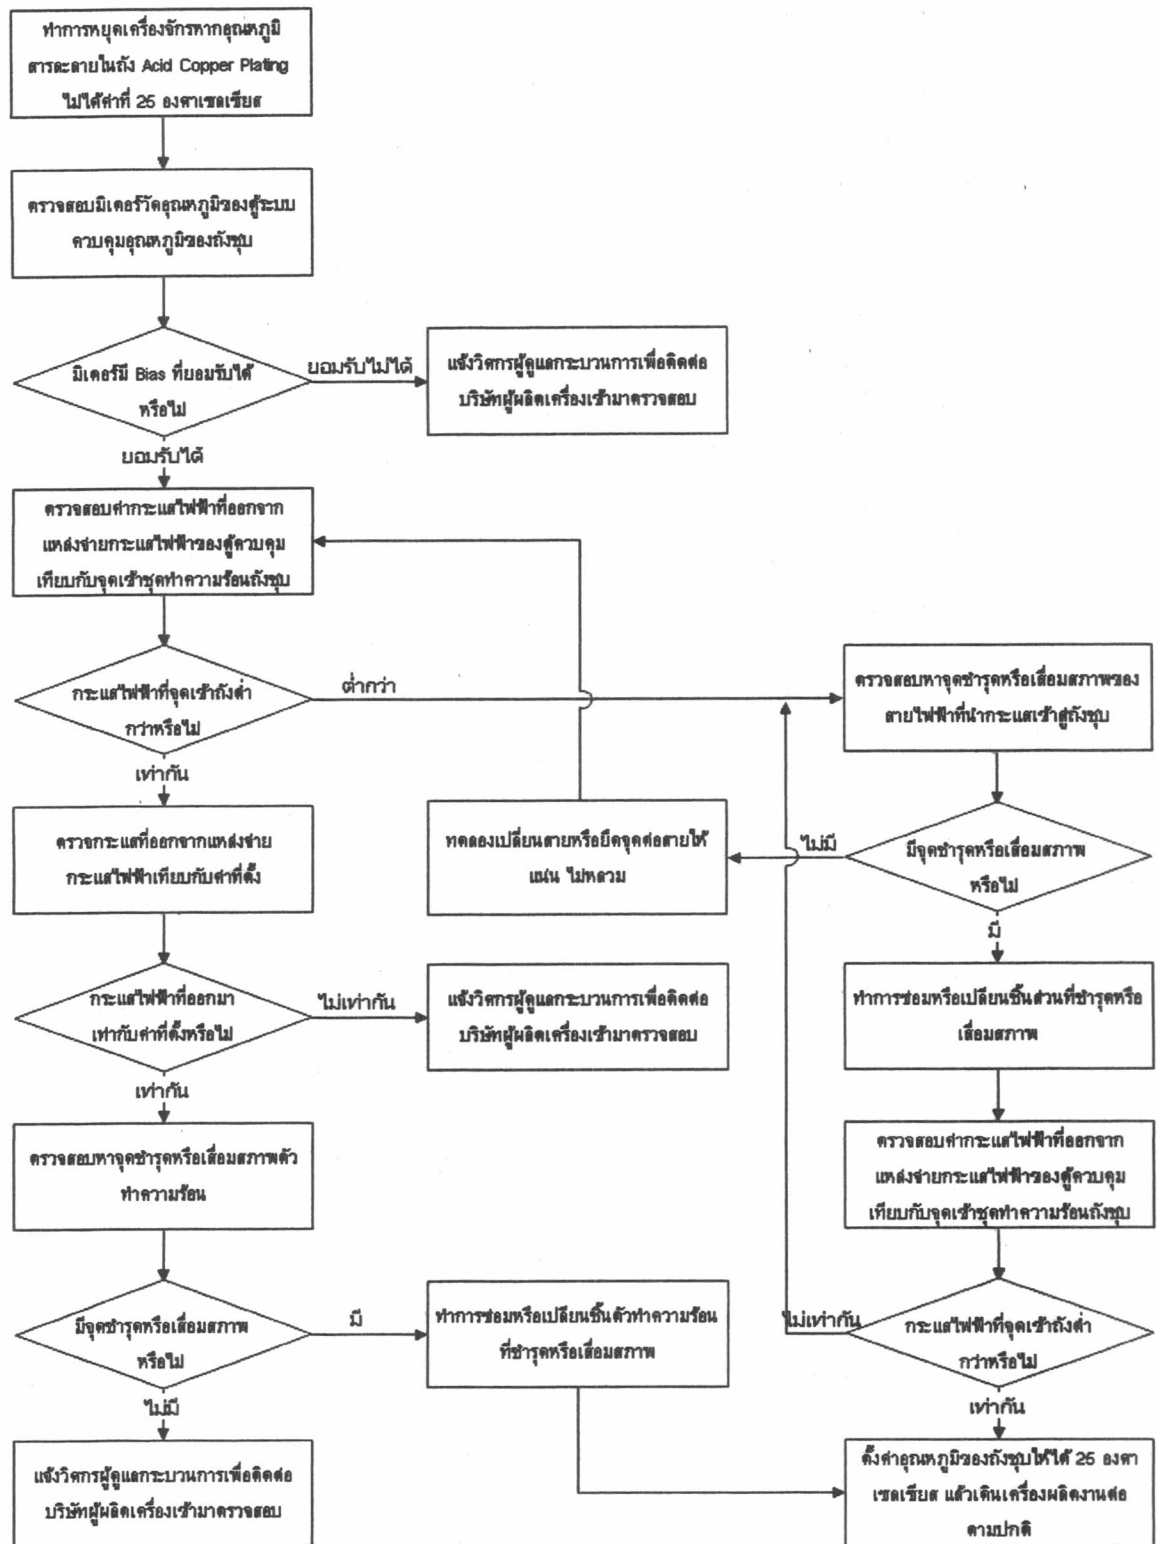 ทำการหยุดเครื่องจักรหากอุณหภูมิ
สารละลายในถัง Acid Copper Plating
ไม่ได้ค่าที่ 25 องศาเซลเซียส
ตรวจสอบมิเตอร์วัดอุณหภูมิของตู้ระบบ
ควบคุมอุณหภูมิของถังชุบ
มิเตอร์มี Bias ที่ยอมรับได้
หรือไม่
ยอมรับไม่ได้
แจ้งวิศกรผู้ดูแลกระบวนการเพื่อติดต่อ
บริษัทผู้ผลิตเครื่องเข้ามาตรวจสอบ
ยอมรับได้
ตรวจสอบค่ากระแสไฟฟ้าที่ออกจาก
แหล่งจ่ายกระแสไฟฟ้าของตู้ควบคุม
เทียบกับจุดเข้าชุดทำความร้อนถังชุบ
กระแสไฟฟ้าที่จุดเข้าถังต่ำ
กว่าหรือไม่
ต่ำกว่า
ตรวจสอบหาจุดชำรุดหรือเสื่อมสภาพของ
สายไฟฟ้าที่นำกระแสเข้าสู่ถังชุบ
เท่ากัน
ตรวจกระแสที่ออกจากแหล่งจ่าย
กระแสไฟฟ้าเทียบกับค่าที่ตั้ง
ทดลองเปลี่ยนสายหรือยึดจุดต่อสายให้
แน่น ไม่หลวม
ไม่มี
มีจุดชำรุดหรือเสื่อมสภาพ
หรือไม่
มี
กระแสไฟฟ้าที่ออกมา
เท่ากับค่าที่ตั้งหรือไม่
ไม่เท่ากัน
แจ้งวิศกรผู้ดูแลกระบวนการเพื่อติดต่อ
บริษัทผู้ผลิตเครื่องเข้ามาตรวจสอบ
ทำการซ่อมหรือเปลี่ยนชิ้นส่วนที่ชำรุดหรือ
เสื่อมสภาพ
เท่ากัน
ตรวจสอบหาจุดชำรุดหรือเสื่อมสภาพตัว
ทำความร้อน
ตรวจสอบค่ากระแสไฟฟ้าที่ออกจาก
แหล่งจ่ายกระแสไฟฟ้าของตู้ควบคุม
เทียบกับจุดเข้าชุดทำความร้อนถังชุบ
มีจุดชำรุดหรือเสื่อมสภาพ
หรือไม่
มี
ทำการซ่อมหรือเปลี่ยนชิ้นตัวทำความร้อน
ที่ชำรุดหรือเสื่อมสภาพ
ไม่เท่ากัน
กระแสไฟฟ้าที่จุดเข้าถังต่ำ
กว่าหรือไม่
ไม่มี
เท่ากัน
แจ้งวิศกรผู้ดูแลกระบวนการเพื่อติดต่อ
บริษัทผู้ผลิตเครื่องเข้ามาตรวจสอบ
ตั้งค่าอุณหภูมิของถังชุบให้ได้ 25 องศา
เซลเซียส แล้วเดินเครื่องผลิตงานต่อ
ตามปกติ